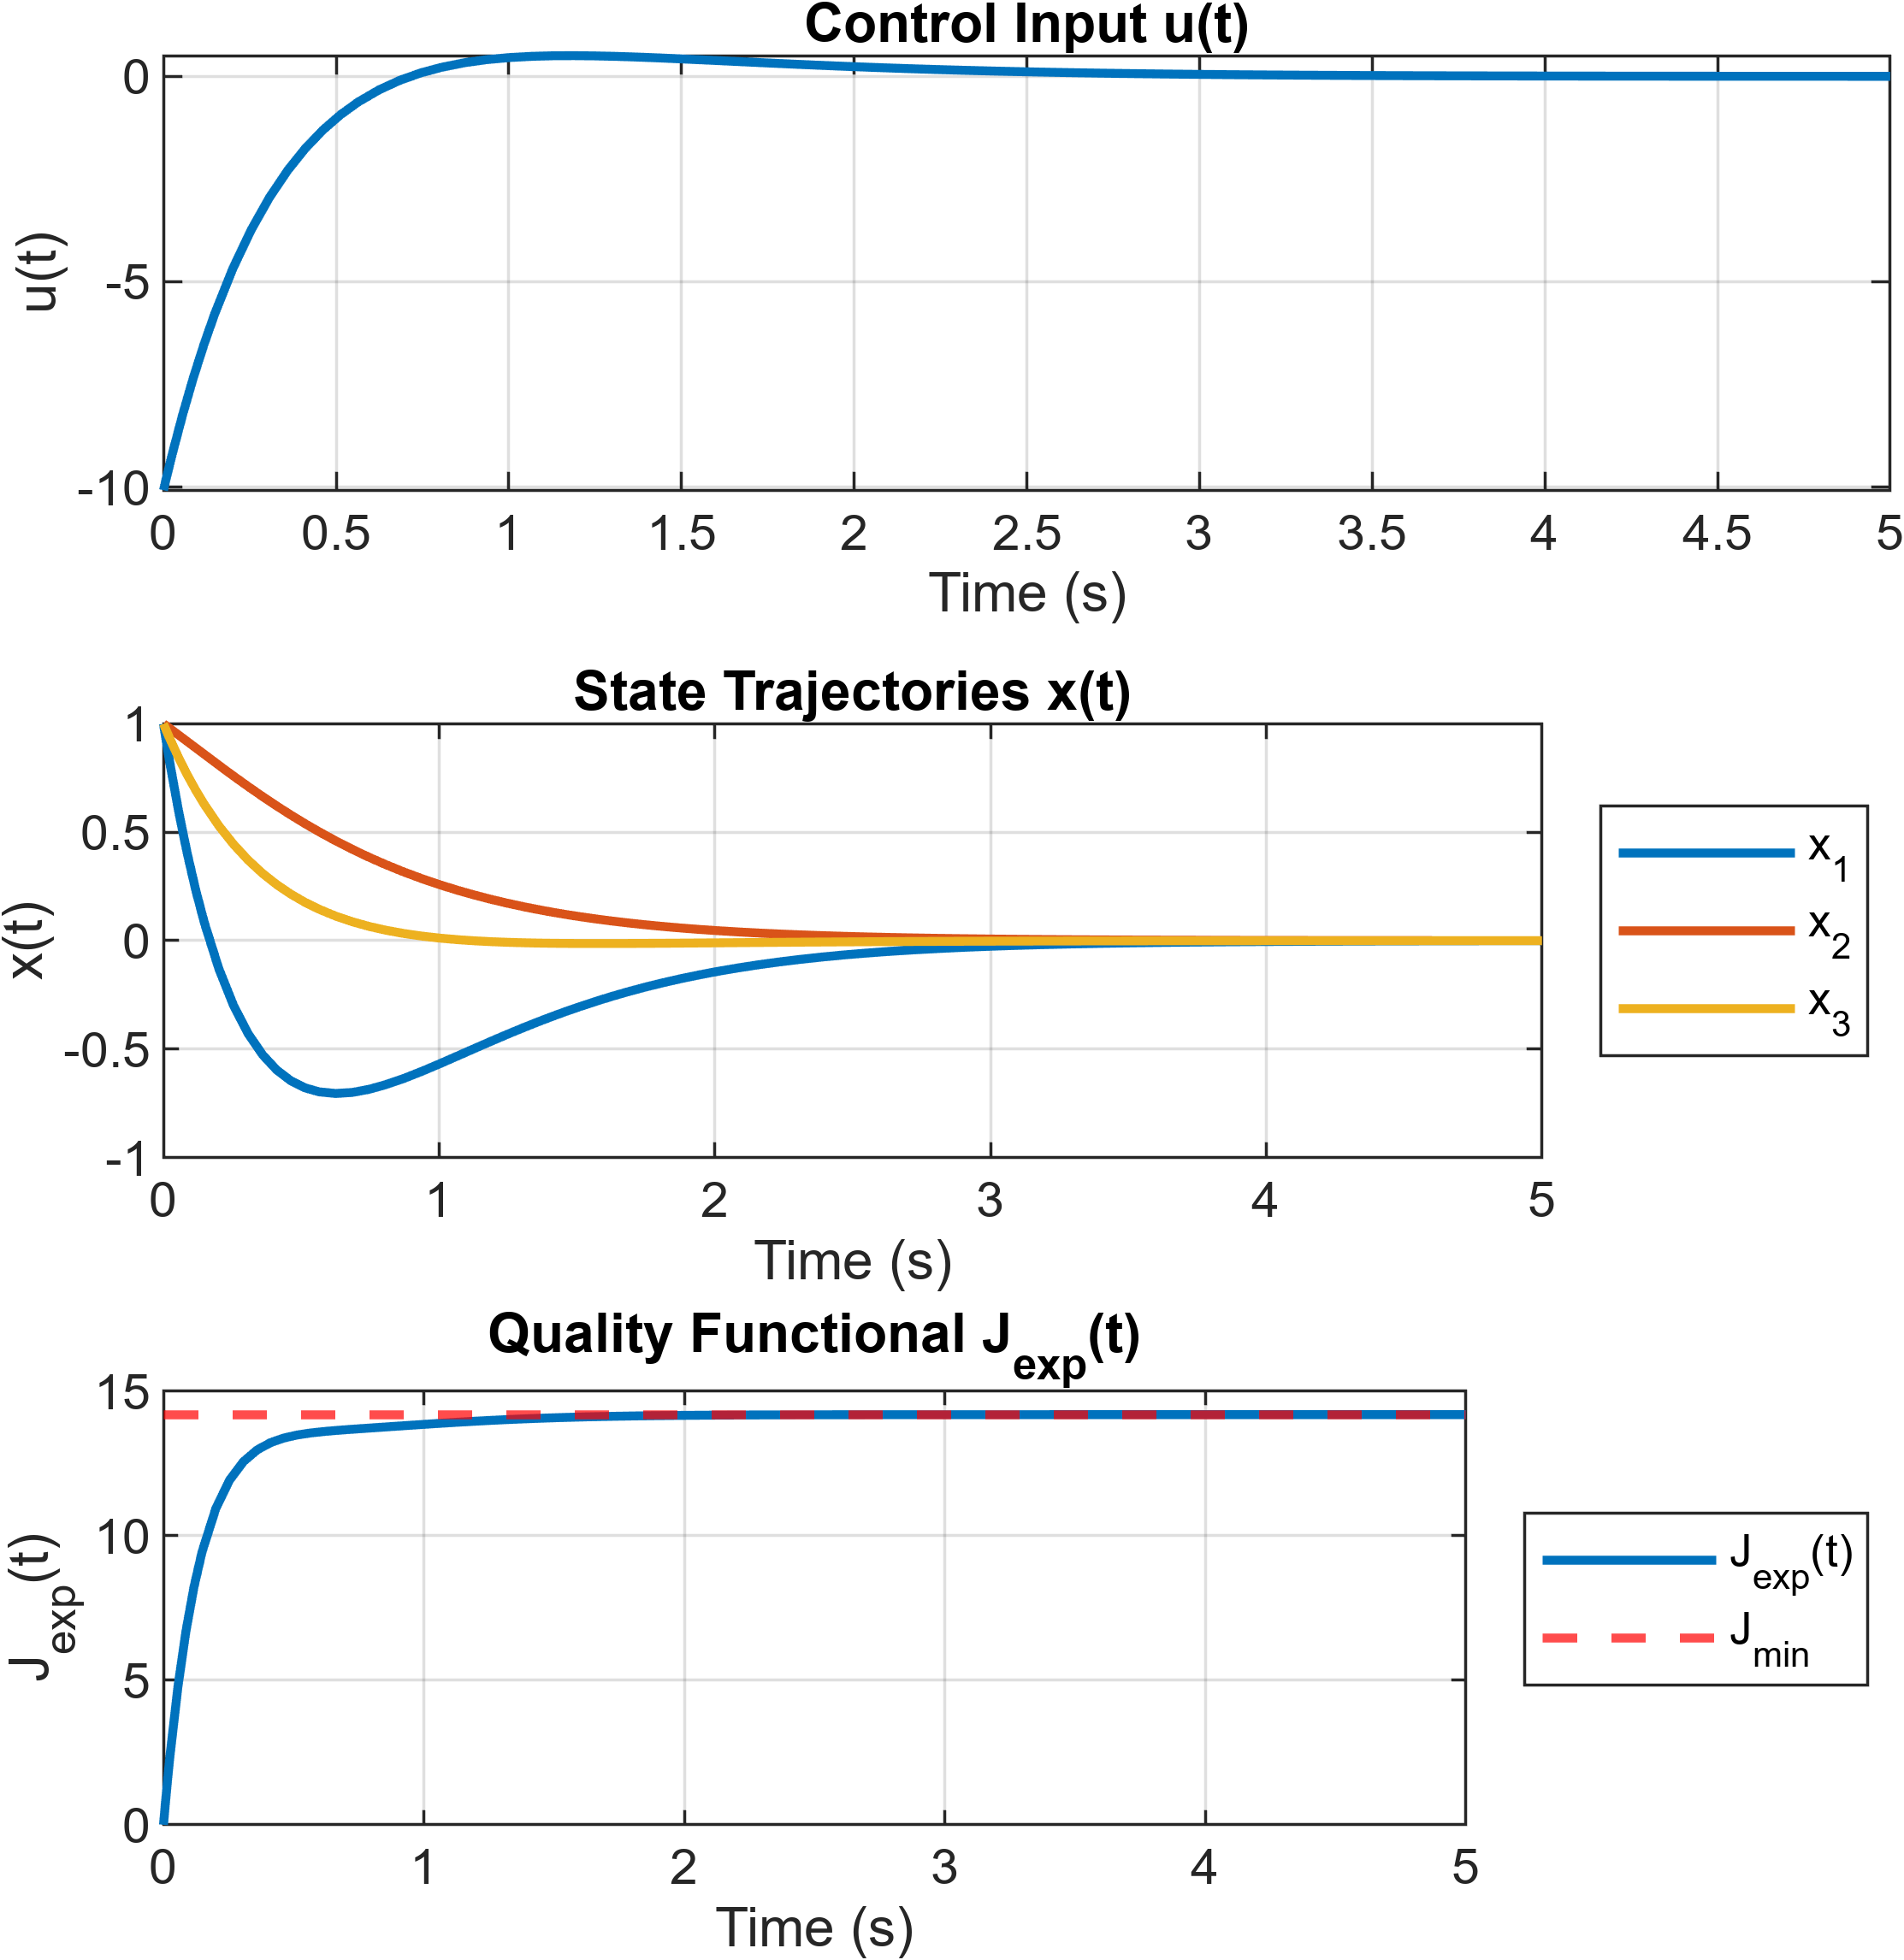 Control Input u(t)
0
-5
-10
u(t)
0 0.5 1 1.5 2 2.5 3 3.5 4 4.5 5
Time (s)
State Trajectories x(t)
1
0.5
0
-0.5
-1
x(t)
0 1 2 3 4 5
Time (s)
x1
x2
x3
Quality Functional Jexp(t)
15
10
5
0
Jexp(t)
0 1 2 3 4 5
Time (s)
Jexp(t)
Jmin